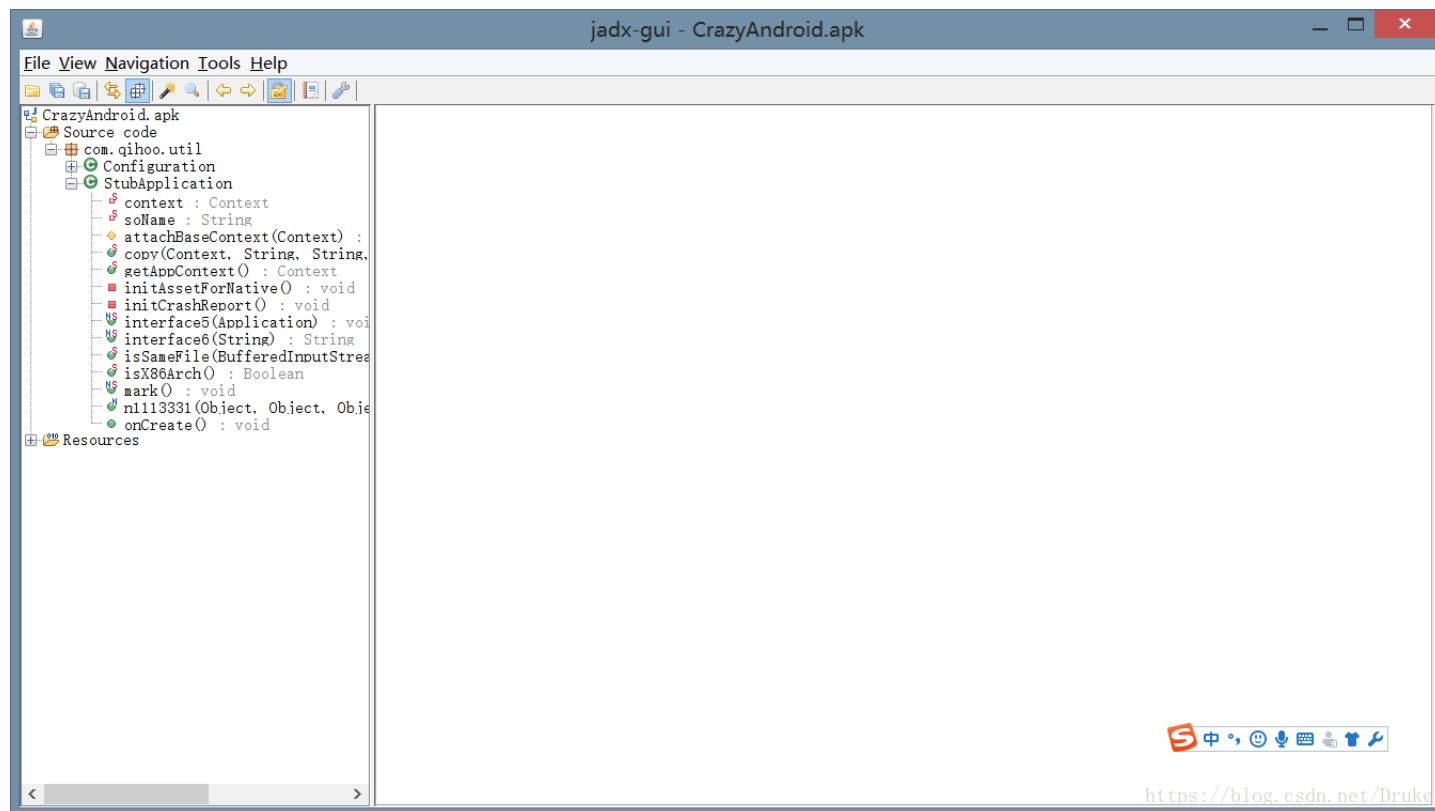 jadx-gui - CrazyAndroid.apk
File View Navigation Tools Help
CrazyAndroid.apk
Source code
com.qihoo.util
Configuration
StubApplication
context : Context
soName : String
attachBaseContext(Context) :
copy(Context, String, String,
getAppContext() : Context
initAssetForNative() : void
initCrashReport() : void
interface5(Application) : voi
interface6(String) : String
isSameFile(BufferedInputStrea
isX86Arch() : Boolean
mark() : void
n1113331(Object, Object, Obje
onCreate() : void
Resources
中
https://blog.csdn.net/Druke